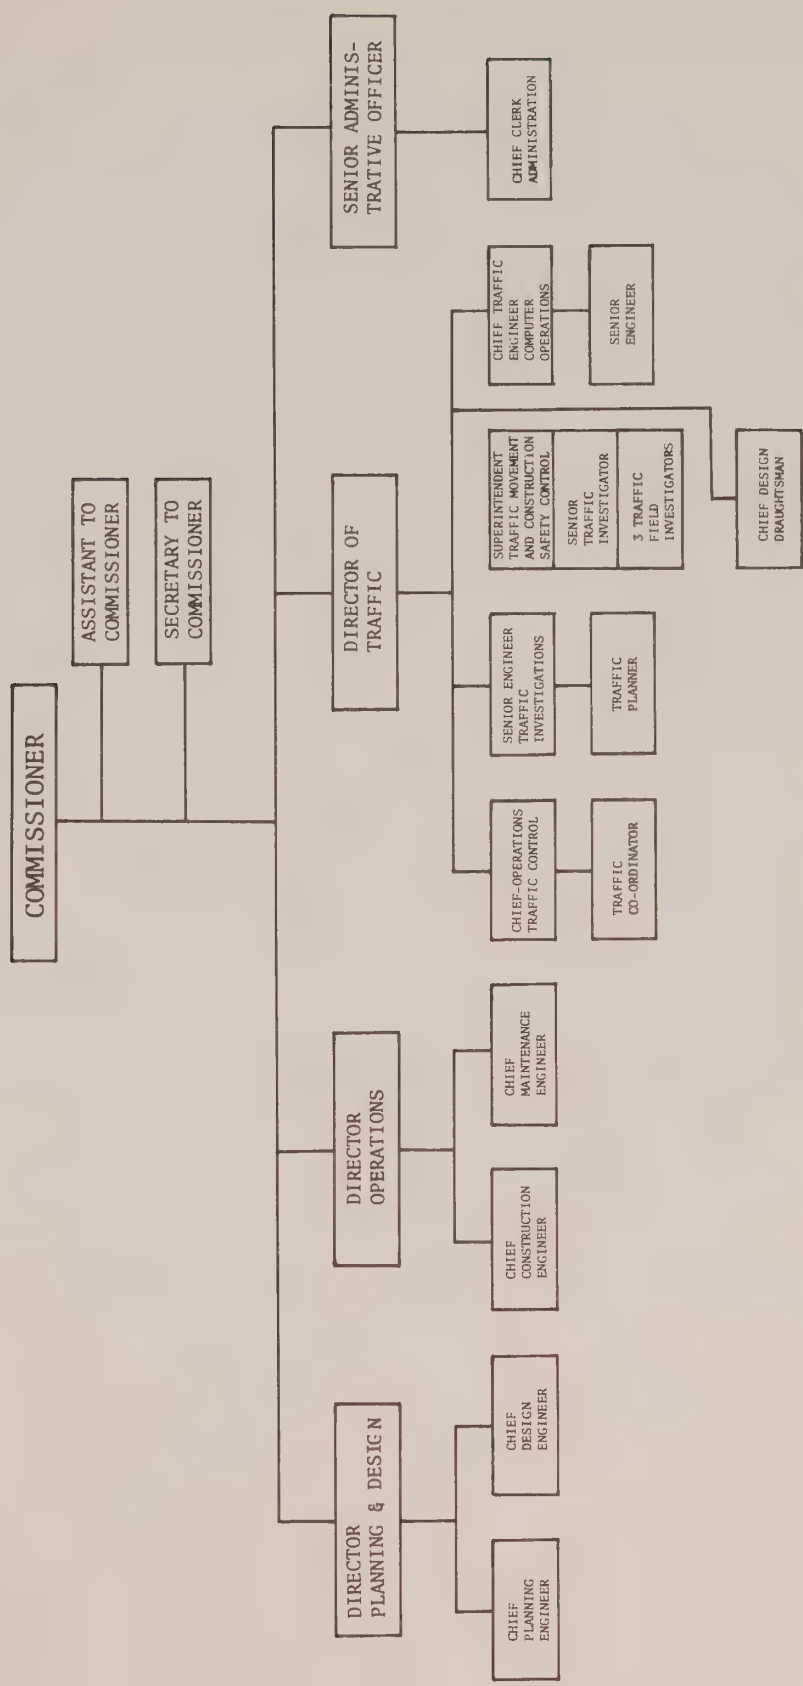 COMMISSIONER
ASSISTANT TO
COMMISSIONER
SECRETARY TO
COMMISSIONER
DIRECTOR
PLANNING & DESIGN
DIRECTOR
OPERATIONS
DIRECTOR OF
TRAFFIC
SENIOR ADMINIS-
TRATIVE OFFICER
CHIEF
PLANNING
ENGINEER
CHIEF
DESIGN
ENGINEER
CHIEF
CONSTRUCTION
ENGINEER
CHIEF
MAINTENANCE
ENGINEER
CHIEF-OPERATIONS
TRAFFIC CONTROL
TRAFFIC
CO-ORDINATOR
SENIOR ENGINEER
TRAFFIC
INVESTIGATIONS
TRAFFIC
PLANNER
SUPERINTENDENT
TRAFFIC MOVEMENT
AND CONSTRUCTION
SAFETY CONTROL
SENIOR
TRAFFIC
INVESTIGATOR
3 TRAFFIC
FIELD
INVESTIGATORS
CHIEF TRAFFIC
ENGINEER
COMPUTER
OPERATIONS
SENIOR
ENGINEER
CHIEF DESIGN
DRAUGHTSMAN
CHIEF CLERK
ADMINISTRATION